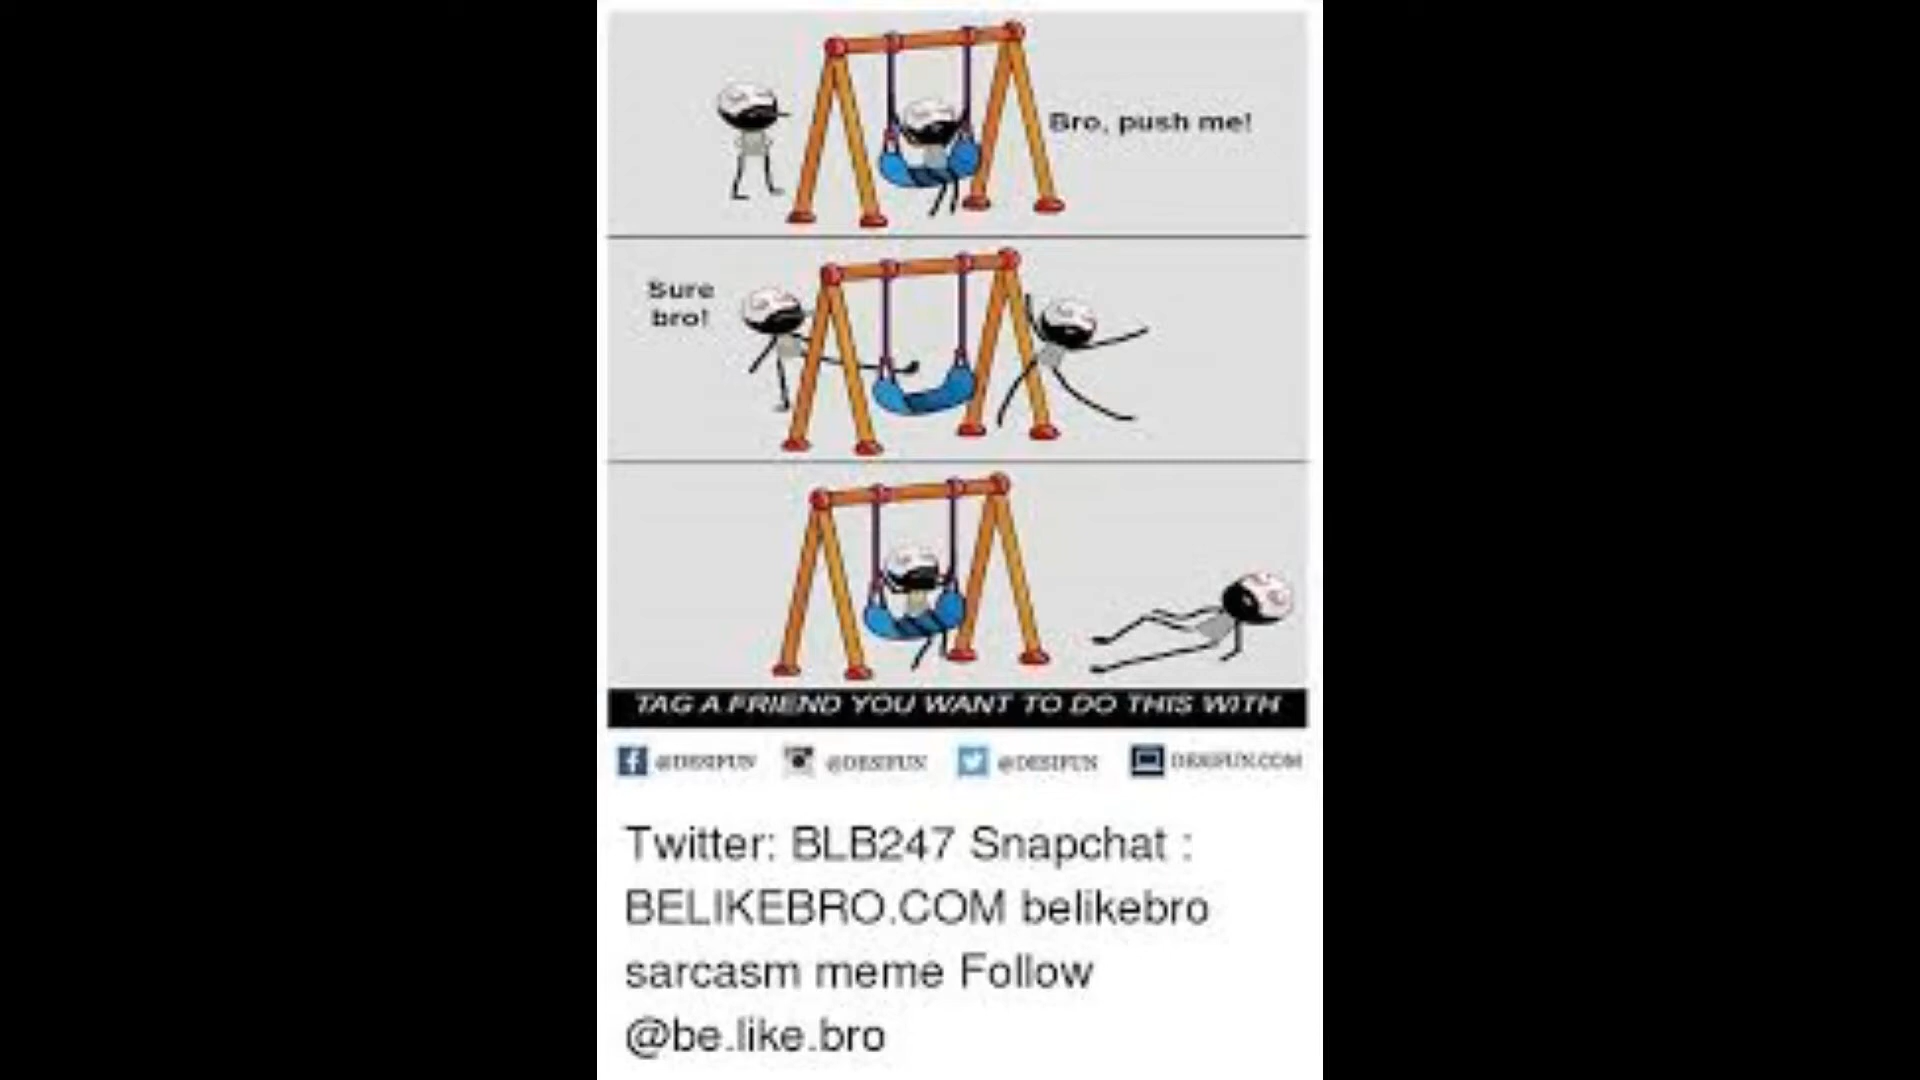 Bro, push me!
Sure
bro!
TAG A FRIEND YOU WANT TO DO THIS WITH
@DESIFUN @DESIFUN @DESIFUN DESIFUN.COM
Twitter: BLB247 Snapchat :
BELIKEBRO.COM belikebro
sarcasm meme Follow
@be.like.bro